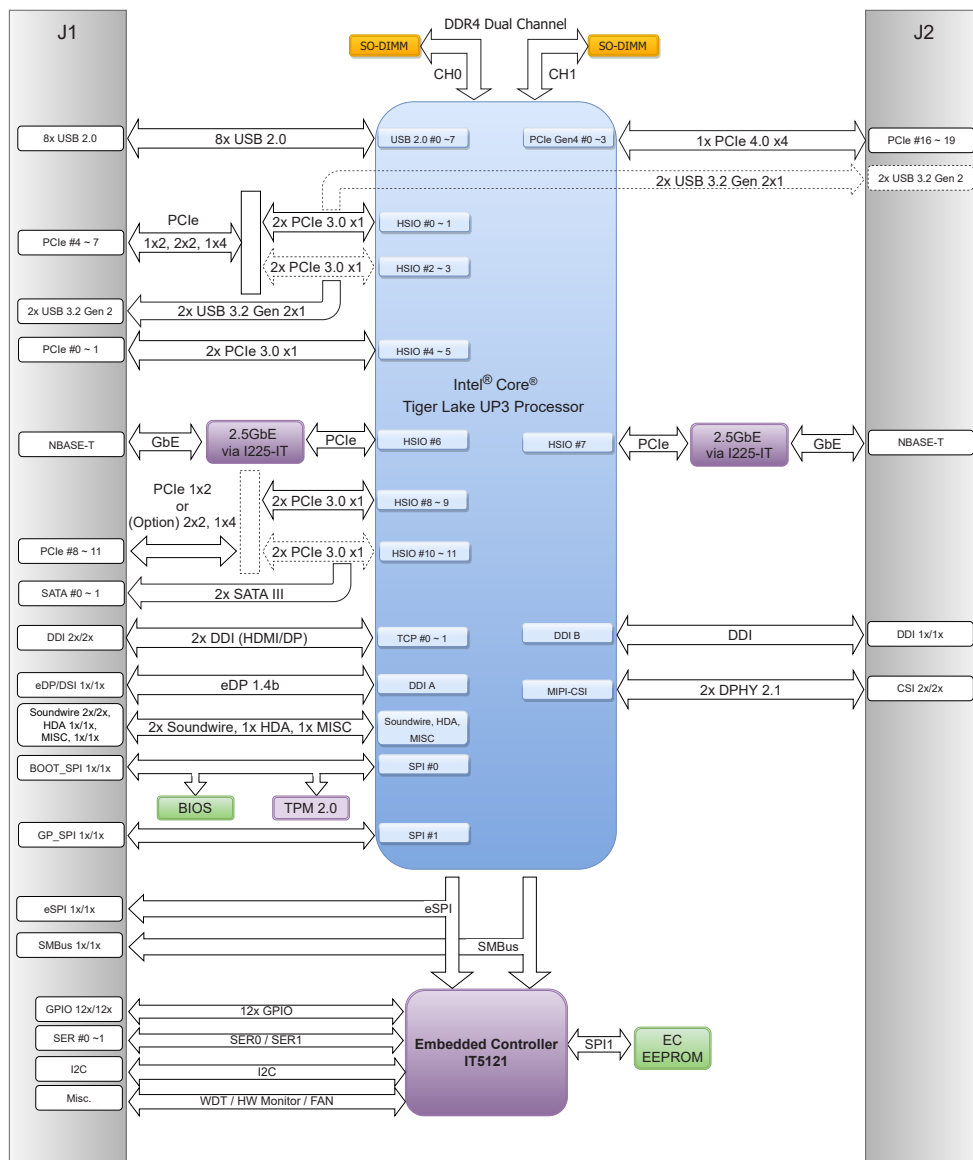 J1
DDR4 Dual Channel
J2
SO-DIMM
SO-DIMM
CH0
CH1
8x USB 2.0
8x USB 2.0
USB 2.0 #0 ~7
PCIe Gen4 #0 ~3
1x PCIe 4.0 x4
PCIe #16 ~ 19
2x USB 3.2 Gen 2x1
2x USB 3.2 Gen 2
PCIe #4 ~ 7
PCIe
1x2, 2x2, 1x4
2x PCIe 3.0 x1
HSIO #0 ~ 1
2x PCIe 3.0 x1
HSIO #2 ~ 3
2x USB 3.2 Gen 2
2x USB 3.2 Gen 2x1
PCIe #0 ~ 1
2x PCIe 3.0 x1
HSIO #4 ~ 5
Intel® Core®
Tiger Lake UP3 Processor
NBASE-T
GbE
2.5GbE
via I225-IT
PCIe
HSIO #6
HSIO #7
PCIe
2.5GbE
via I225-IT
GbE
NBASE-T
PCIe 1x2
or
(Option) 2x2, 1x4
2x PCIe 3.0 x1
HSIO #8 ~ 9
PCIe #8 ~ 11
2x PCIe 3.0 x1
HSIO #10 ~ 11
SATA #0 ~ 1
2x SATA III
DDI 2x/2x
2x DDI (HDMI/DP)
TCP #0 ~ 1
DDI B
DDI
DDI 1x/1x
eDP/DSI 1x/1x
eDP 1.4b
DDI A
MIPI-CSI
2x DPHY 2.1
CSI 2x/2x
Soundwire 2x/2x,
HDA 1x/1x,
MISC, 1x/1x
2x Soundwire, 1x HDA, 1x MISC
Soundwire, HDA,
MISC
BOOT_SPI 1x/1x
SPI #0
BIOS
TPM 2.0
GP_SPI 1x/1x
SPI #1
eSPI 1x/1x
eSPI
SMBus 1x/1x
SMBus
GPIO 12x/12x
12x GPIO
SER #0 ~1
SER0 / SER1
Embedded Controller
IT5121
SPI1
EC
EEPROM
I2C
I2C
Misc.
WDT / HW Monitor / FAN